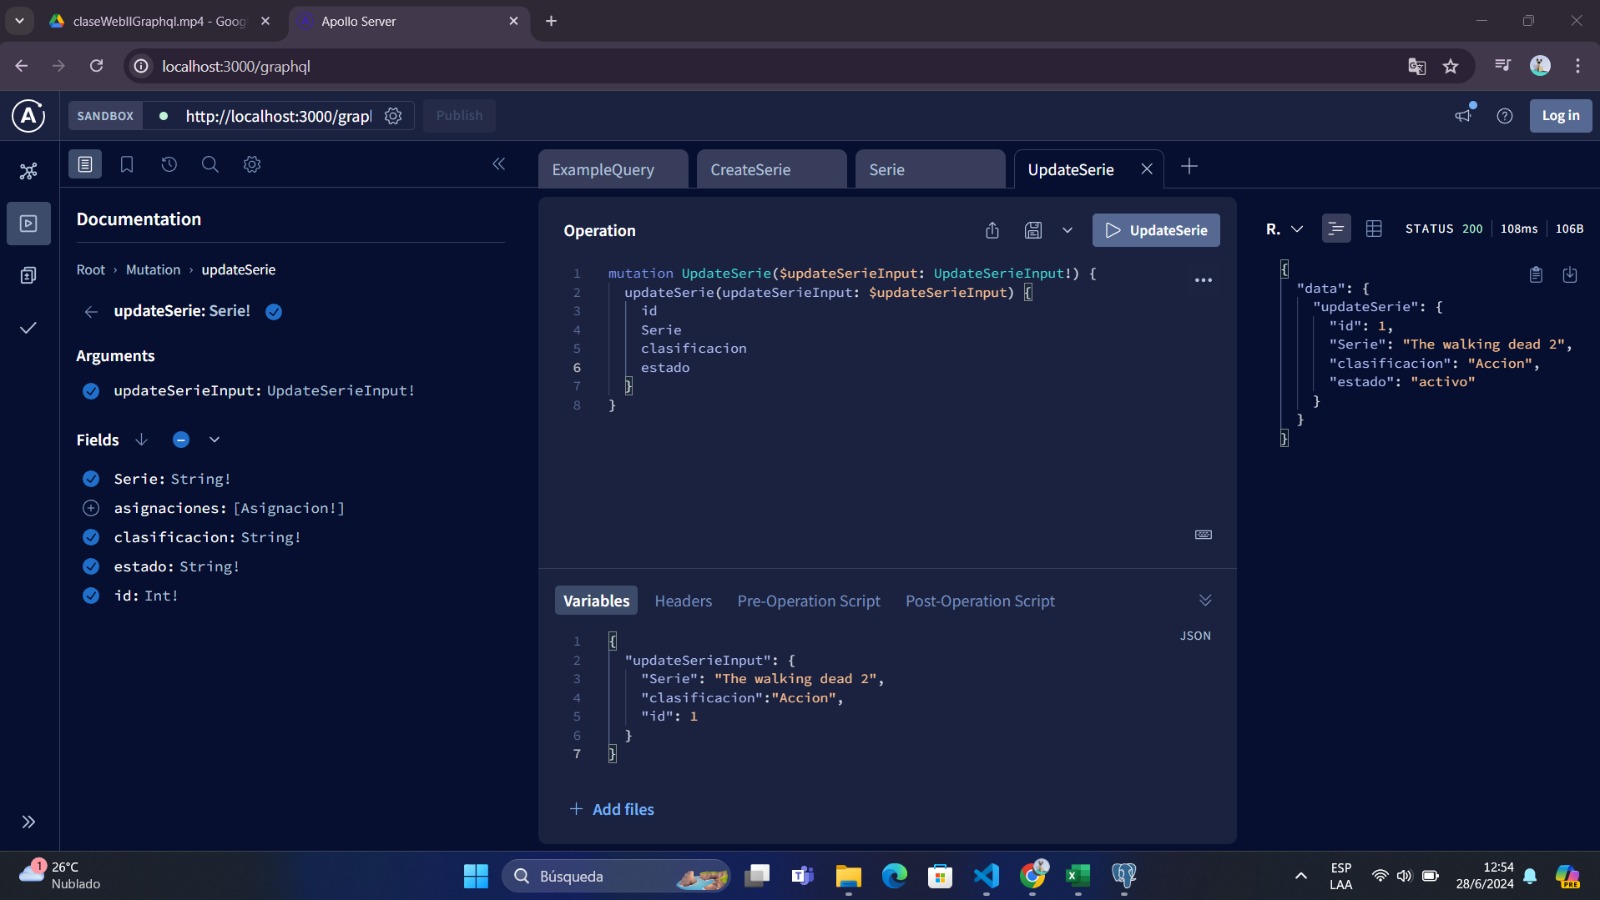 claseWebIIGraphql.mp4 - Goog
Apollo Server
localhost:3000/graphql
SANDBOX
http://localhost:3000/grapl
Publish
Log in
Documentation
Root › Mutation › updateSerie
updateSerie: Serie!
Arguments
updateSerieInput: UpdateSerieInput!
Fields
Serie: String!
asignaciones: [Asignacion!]
clasificacion: String!
estado: String!
id: Int!
ExampleQuery
CreateSerie
Serie
UpdateSerie
Operation
UpdateSerie
1 mutation UpdateSerie($updateSerieInput: UpdateSerieInput!) {
2 updateSerie(updateSerieInput: $updateSerieInput) {
3 id
4 Serie
5 clasificacion
6 estado
7 }
8 }
Variables
Headers
Pre-Operation Script
Post-Operation Script
JSON
1 {
2 "updateSerieInput": {
3 "Serie": "The walking dead 2",
4 "clasificacion":"Accion",
5 "id": 1
6 }
7 }
+ Add files
R.
STATUS 200
108ms
106B
{
"data": {
"updateSerie": {
"id": 1,
"Serie": "The walking dead 2",
"clasificacion": "Accion",
"estado": "activo"
}
}
}
1
26°C
Nublado
Búsqueda
ESP
LAA
12:54
28/6/2024
PRE